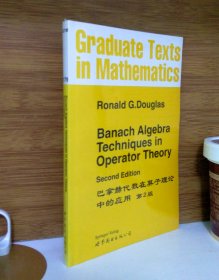 Graduate Texts
in Mathematics
Ronald G.Douglas
Banach Algebra
Techniques in
Operator Theory
Second Edition
巴拿赫代数在算子理论
中的应用 第2版